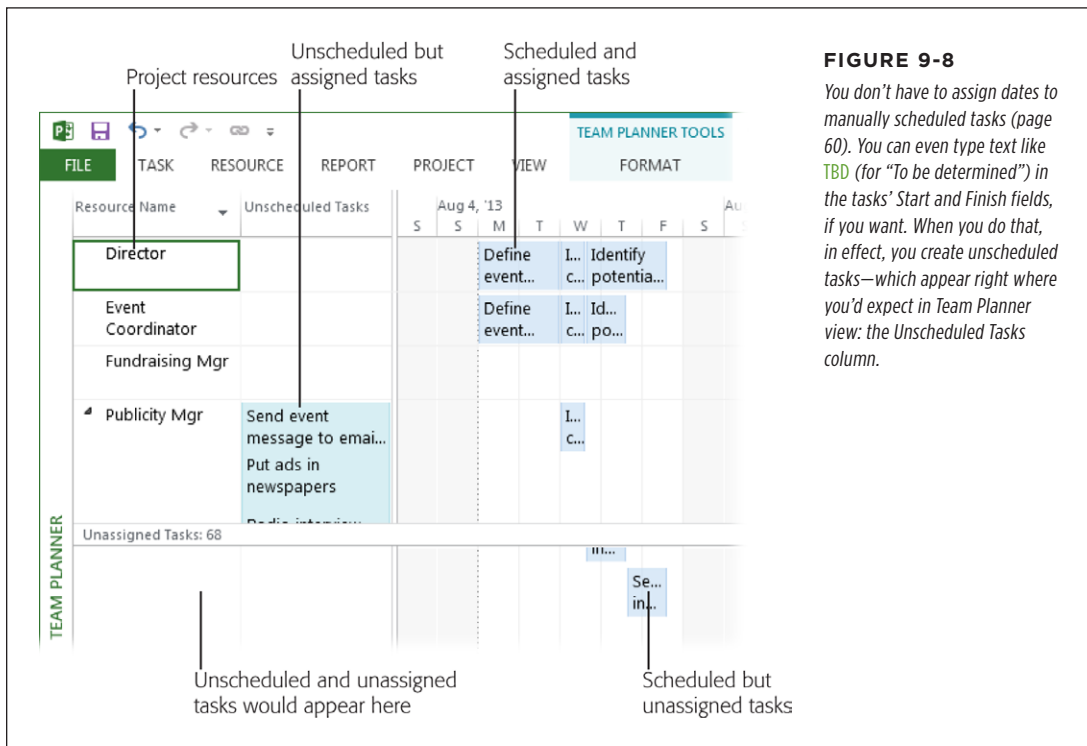 Unscheduled but
assigned tasks
Scheduled and
assigned tasks
Project resources
TEAM PLANNER TOOLS
FILE TASK RESOURCE REPORT PROJECT VIEW FORMAT
Resource Name Unscheduled Tasks
Aug 4, '13
S S M T W T F S
Director
Define
event...
I...
c...
Identify
potentia...
Event
Coordinator
Define
event...
I...
c...
Id...
po...
Fundraising Mgr
Publicity Mgr
Send event
message to emai...
Put ads in
newspapers
I...
c...
Unassigned Tasks: 68
in...
Se...
in...
TEAM PLANNER
Unscheduled and unassigned
tasks would appear here
Scheduled but
unassigned tasks
FIGURE 9-8
You don't have to assign dates to
manually scheduled tasks (page
60). You can even type text like
TBD (for “To be determined”) in
the tasks' Start and Finish fields,
if you want. When you do that,
in effect, you create unscheduled
tasks—which appear right where
you'd expect in Team Planner
view: the Unscheduled Tasks
column.